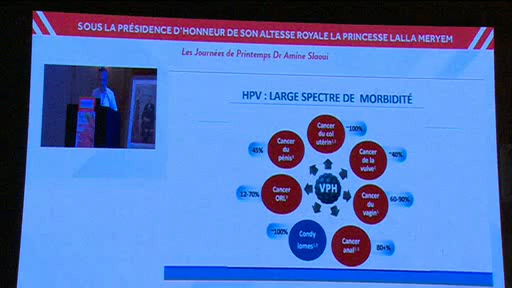 SOUS LA PRÉSIDENCE D'HONNEUR DE SON ALTESSE ROYALE LA PRINCESSE LALLA MERYEM
Les Journées de Printemps Dr Amine Slaoui
HPV : LARGE SPECTRE DE MORBIDITÉ
Cancer du col utérin
~100%
Cancer de la vulve
~40%
Cancer du vagin
60-90%
Cancer anal
80+%
Condy lomes
~100%
Cancer ORL
12-70%
Cancer du pénis
45%
VPH